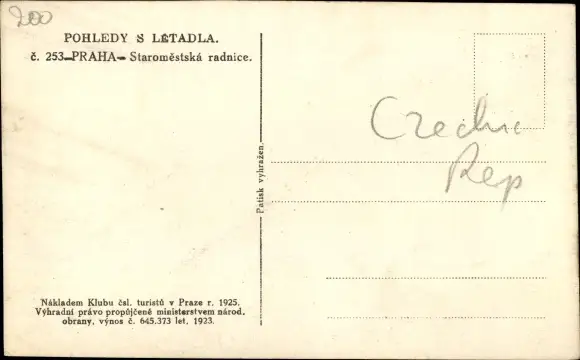 200
POHLEDY S LETADLA.
č. 253-PRAHA- Staroměstská radnice.
Patisk vyhražen.
Czech
Rep
Nákladem Klubu čsl. turistů v Praze r. 1925.
Výhradní právo propůjčené ministerstvem národ.
obrany, výnos č. 645.373 let. 1923.